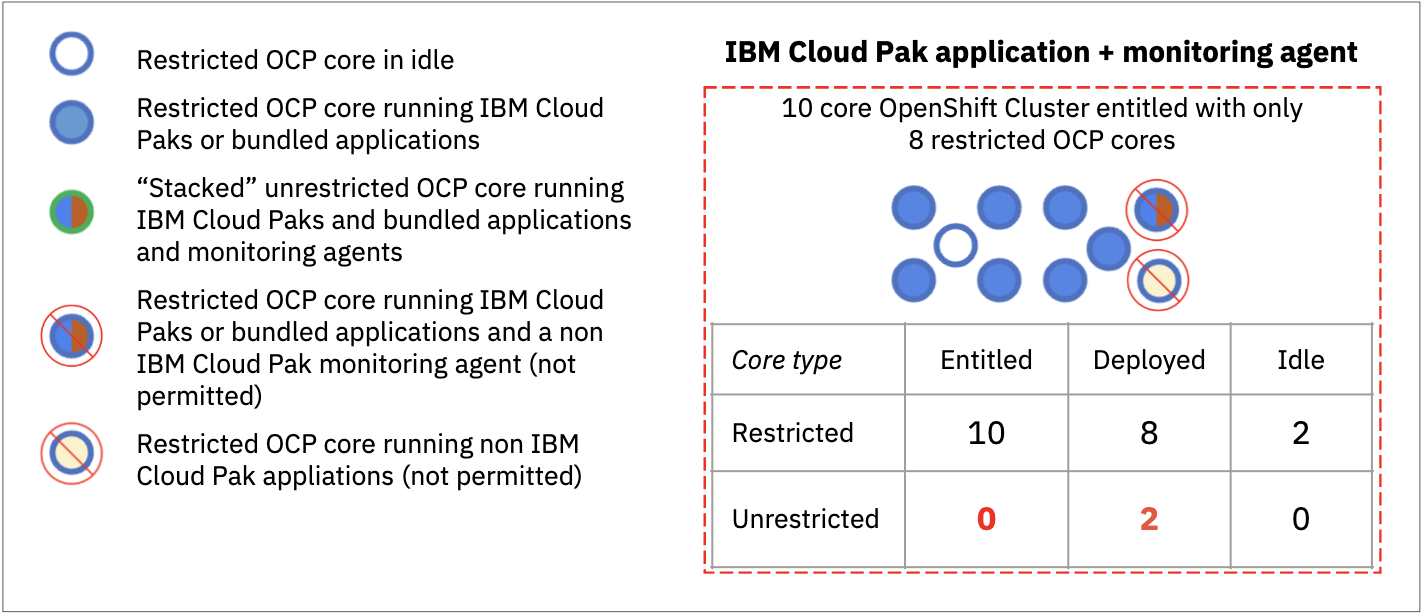 Restricted OCP core in idle
Restricted OCP core running IBM Cloud
Paks or bundled applications
“Stacked” unrestricted OCP core running
IBM Cloud Paks and bundled applications
and monitoring agents
Restricted OCP core running IBM Cloud
Paks or bundled applications and a non
IBM Cloud Pak monitoring agent (not
permitted)
Restricted OCP core running non IBM
Cloud Pak appliations (not permitted)
IBM Cloud Pak application + monitoring agent
10 core OpenShift Cluster entitled with only
8 restricted OCP cores
Core type Entitled Deployed Idle
Restricted 10 8 2
Unrestricted 0 2 0